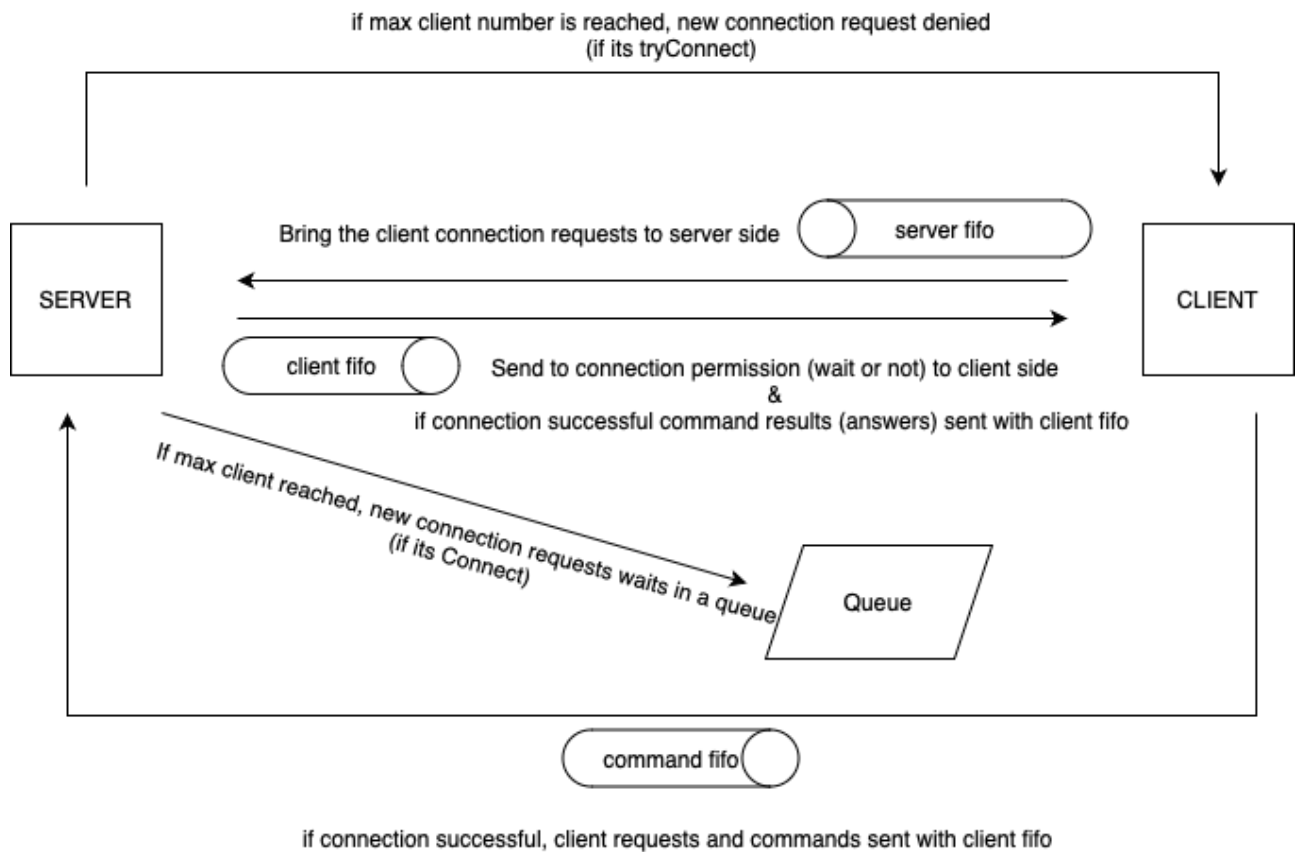 if max client number is reached, new connection request denied
(if its tryConnect)
Bring the client connection requests to server side
server fifo
SERVER
CLIENT
client fifo
Send to connection permission (wait or not) to client side
&
if connection successful command results (answers) sent with client fifo
If max client reached, new connection requests waits in a queue
(if its Connect)
Queue
command fifo
if connection successful, client requests and commands sent with client fifo